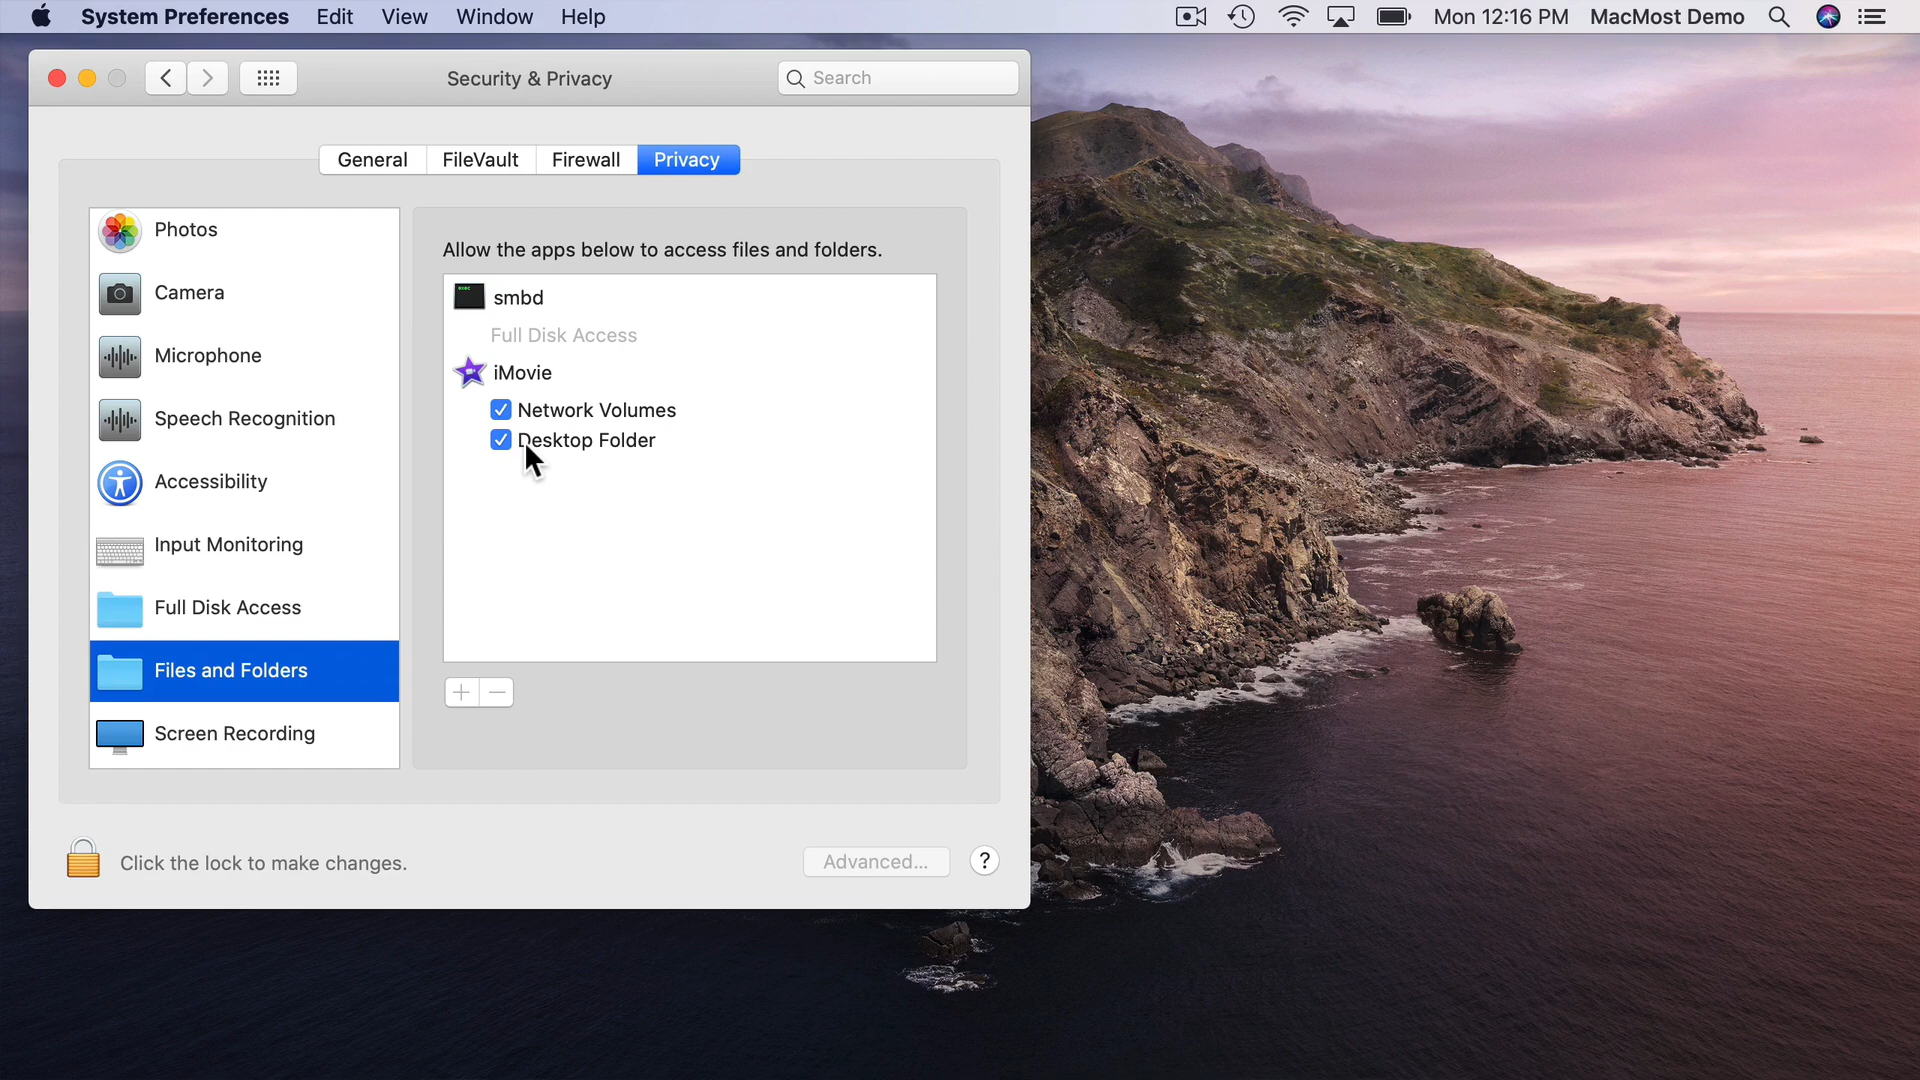 System Preferences Edit View Window Help Mon 12:16 PM MacMost Demo
Security & Privacy Search
General FileVault Firewall Privacy
Photos
Camera
Microphone
Speech Recognition
Accessibility
Input Monitoring
Full Disk Access
Files and Folders
Screen Recording
Allow the apps below to access files and folders.
exec
smbd
Full Disk Access
iMovie
Network Volumes
Desktop Folder
Click the lock to make changes.
Advanced... ?